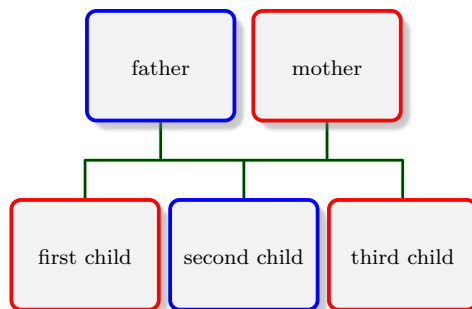 father
mother
first child
second child
third child